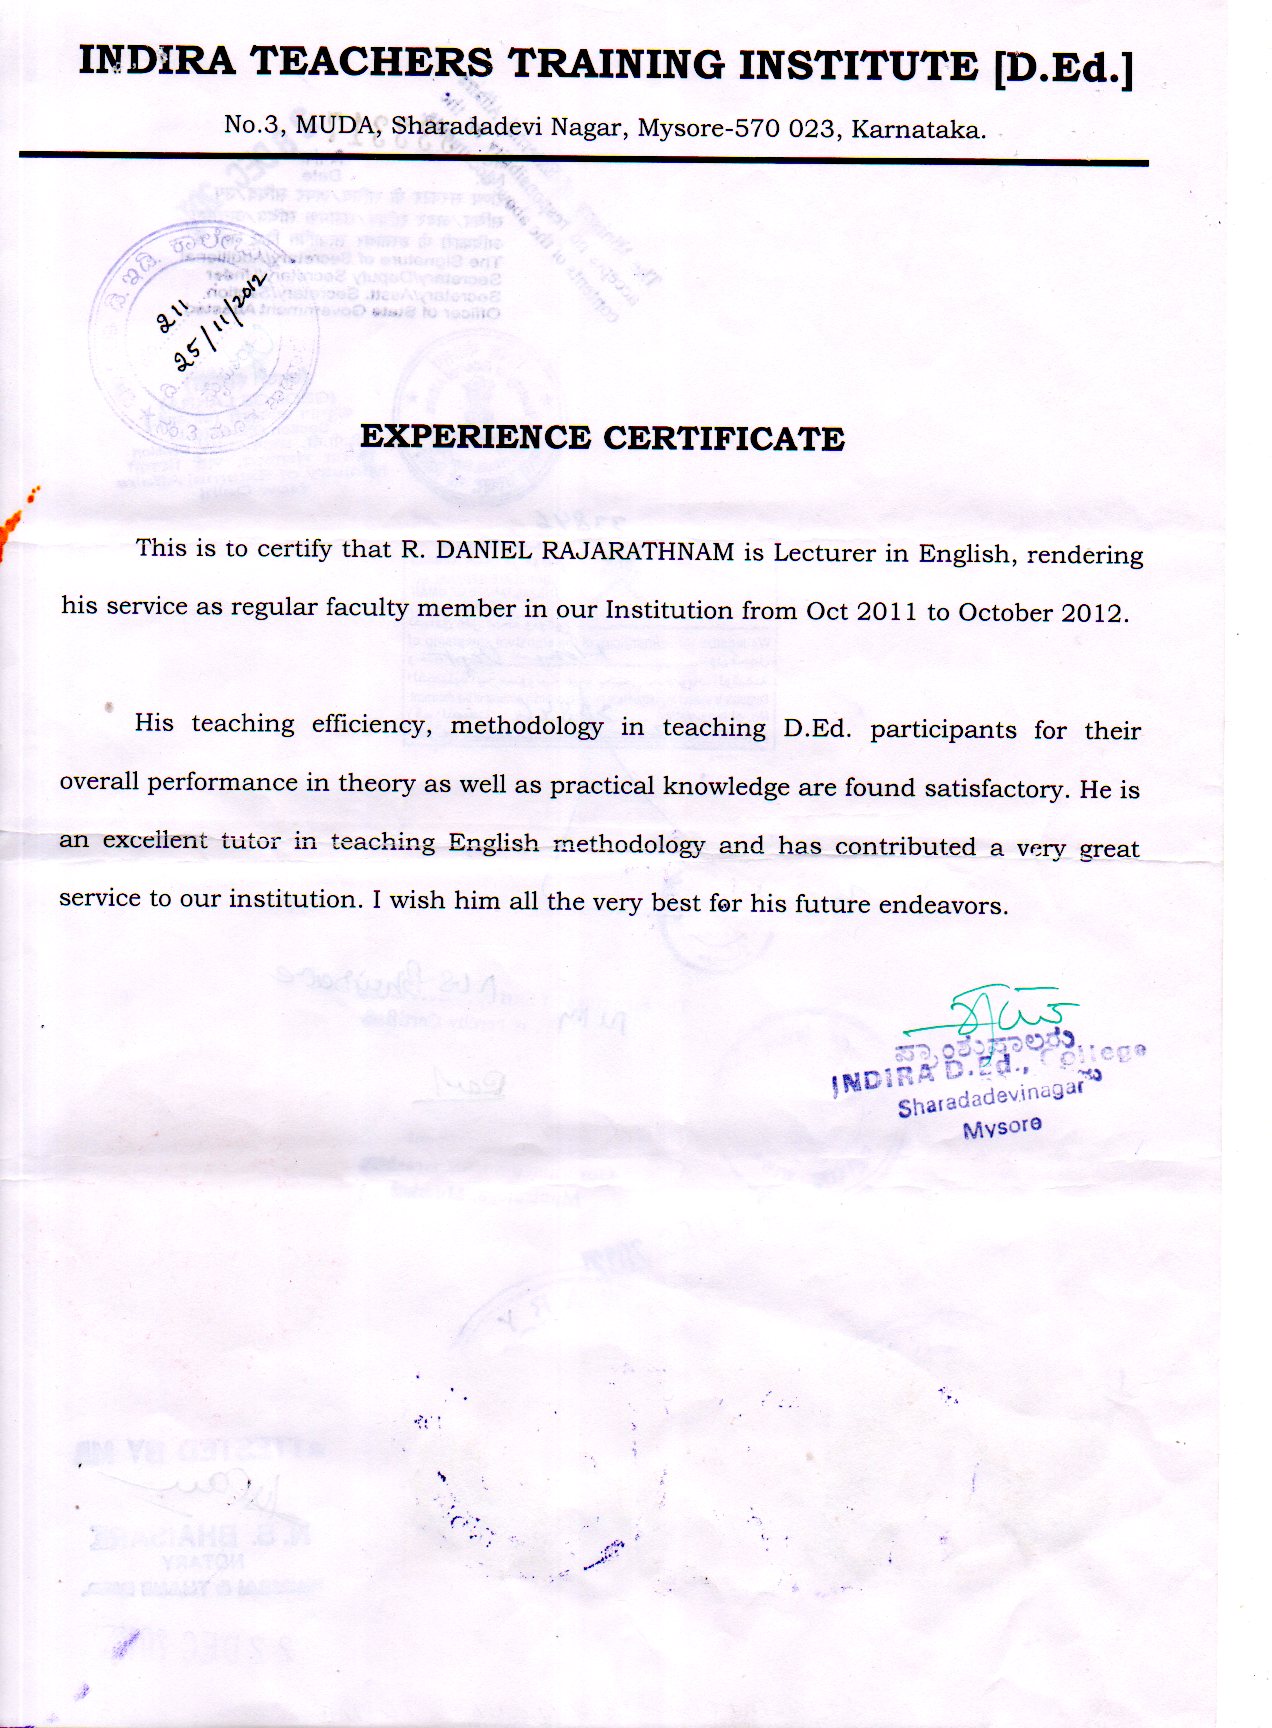 INDIRA TEACHERS TRAINING INSTITUTE [D.Ed.]
No.3, MUDA, Sharadadevi Nagar, Mysore-570 023, Karnataka.
211
25/11/2012
EXPERIENCE CERTIFICATE
This is to certify that R. DANIEL RAJARATHNAM is Lecturer in English, rendering
his service as regular faculty member in our Institution from Oct 2011 to October 2012.
His teaching efficiency, methodology in teaching D.Ed. participants for their
overall performance in theory as well as practical knowledge are found satisfactory. He is
an excellent tutor in teaching English methodology and has contributed a very great
service to our institution. I wish him all the very best for his future endeavors.
ಪ್ರಾಂಶುಪಾಲರು
INDIRA D.Ed., College
Sharadadevinagar
Mysore